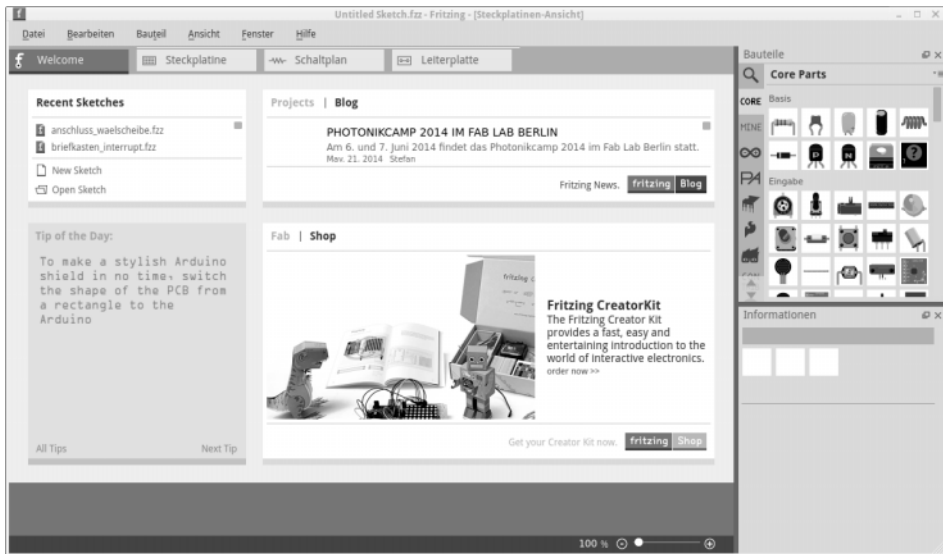 Untitled Sketch.fzz - Fritzing - [Steckplatinen-Ansicht]
Datei Bearbeiten Bauteil Ansicht Fenster Hilfe
Welcome Steckplatine Schaltplan Leiterplatte
Recent Sketches
anschluss_waelscheibe.fzz
briefkasten_interrupt.fzz
New Sketch
Open Sketch
Projects | Blog
PHOTONIKCAMP 2014 IM FAB LAB BERLIN
Am 6. und 7. Juni 2014 findet das Photonikcamp 2014 im Fab Lab Berlin statt.
May. 21. 2014 Stefan
Fritzing News. fritzing Blog
Tip of the Day:
To make a stylish Arduino
shield in no time, switch
the shape of the PCB from
a rectangle to the
Arduino
All Tips Next Tip
Fab | Shop
fritzing
Fritzing CreatorKit
The Fritzing Creator Kit
provides a fast, easy and
entertaining introduction to the
world of interactive electronics.
order now >>
Get your Creator Kit now. fritzing Shop
100 %
Bauteile
Core Parts
CORE
MINE
PA
CON
Basis
P N ?
Eingabe
Informationen